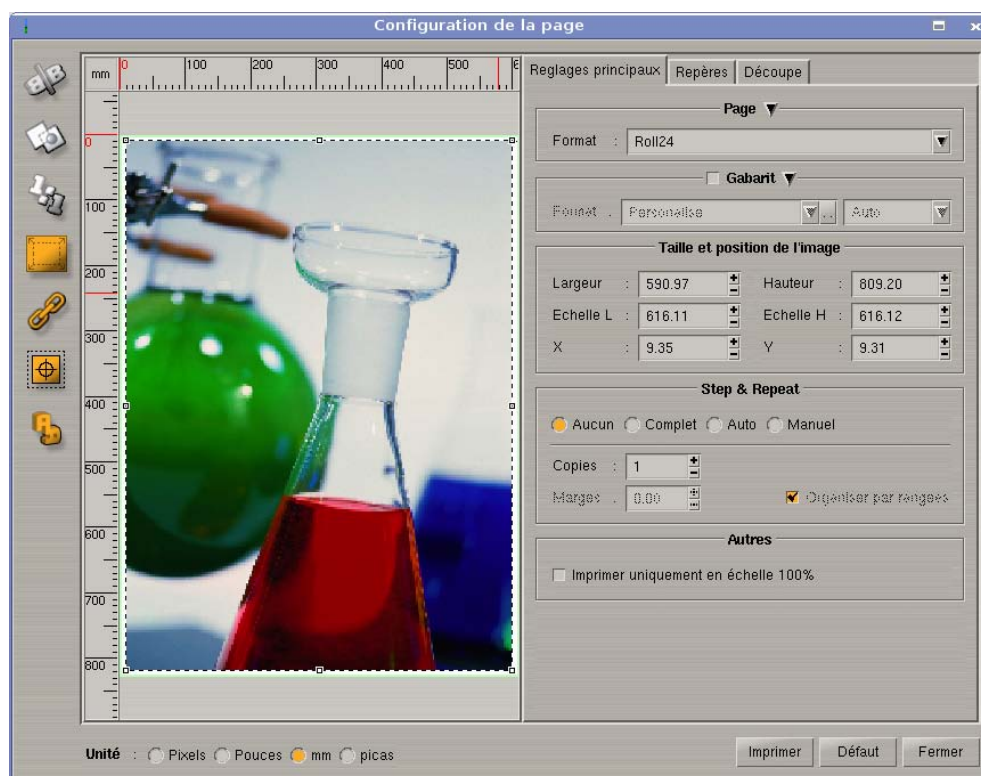 Configuration de la page
mm
0 100 200 300 400 500 6
0
100
200
300
400
500
600
700
800
Reglages principaux Repères Découpe
Page
Format : Roll24
Gabarit
Format : Personalise .. Auto
Taille et position de l'image
Largeur : 590.97 Hauteur : 809.20
Echelle L : 616.11 Echelle H : 616.12
X : 9.35 Y : 9.31
Step & Repeat
Aucun Complet Auto Manuel
Copies : 1
Marges : 0.00 Organiser par rangees
Autres
Imprimer uniquement en échelle 100%
Unité : Pixels Pouces mm picas
Imprimer Défaut Fermer